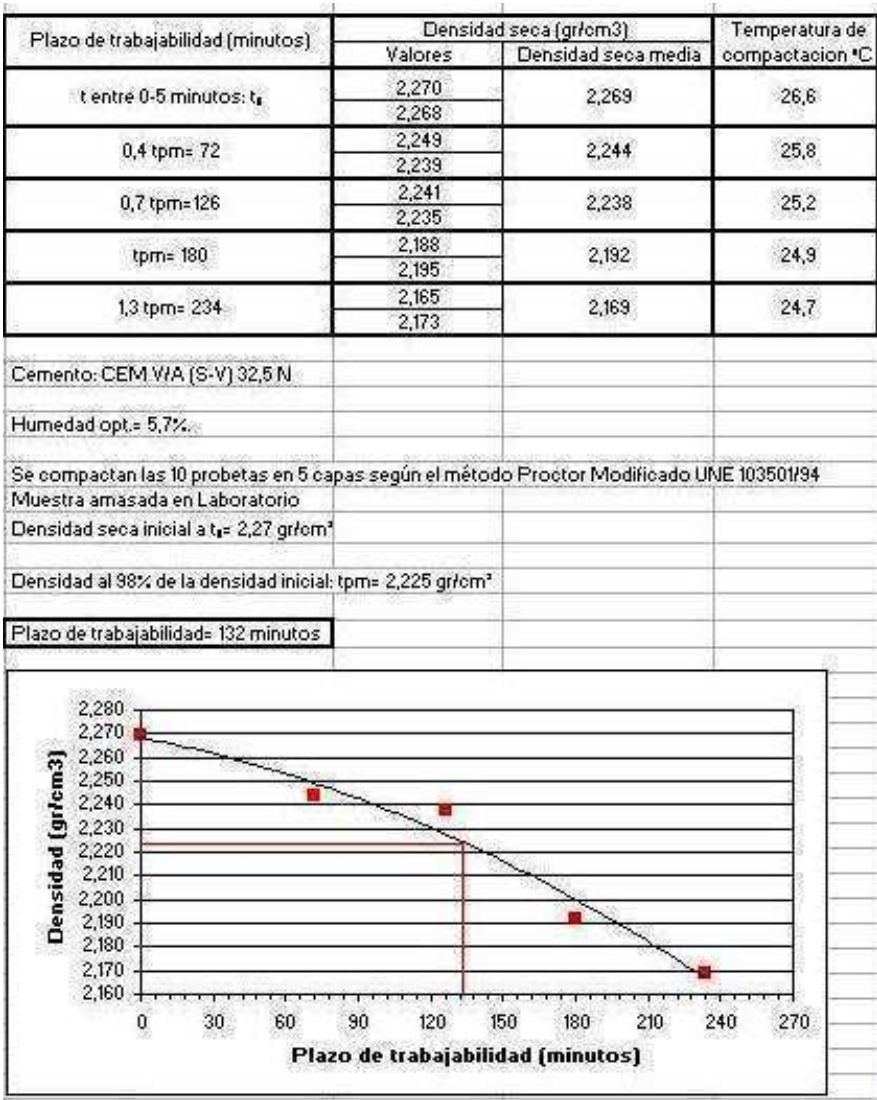 Plazo de trabajabilidad (minutos) Densidad seca (gr/cm3) Temperatura de compactacion °C
Valores Densidad seca media
t entre 0-5 minutos: t₀ 2,270 2,269 26,6
2,268
0,4 tpm= 72 2,249 2,244 25,8
2,239
0,7 tpm=126 2,241 2,238 25,2
2,235
tpm= 180 2,188 2,192 24,9
2,195
1,3 tpm= 234 2,165 2,169 24,7
2,173
Cemento: CEM V/A (S-V) 32,5 N
Humedad opt.= 5,7%.
Se compactan las 10 probetas en 5 capas según el método Proctor Modificado UNE 103501/94
Muestra amasada en Laboratorio
Densidad seca inicial a t₀= 2,27 gr/cm³
Densidad al 98% de la densidad inicial: tpm= 2,225 gr/cm³
Plazo de trabajabilidad= 132 minutos
Densidad (gr/cm3)
2,280
2,270
2,260
2,250
2,240
2,230
2,220
2,210
2,200
2,190
2,180
2,170
2,160
0 30 60 90 120 150 180 210 240 270
Plazo de trabajabilidad (minutos)